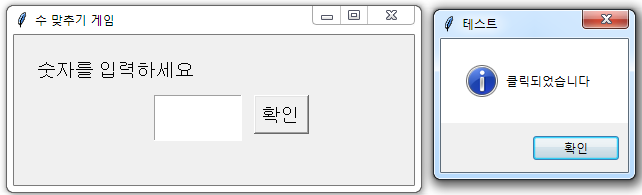 수 맞추기 게임
숫자를 입력하세요
확인
테스트
클릭되었습니다
확인